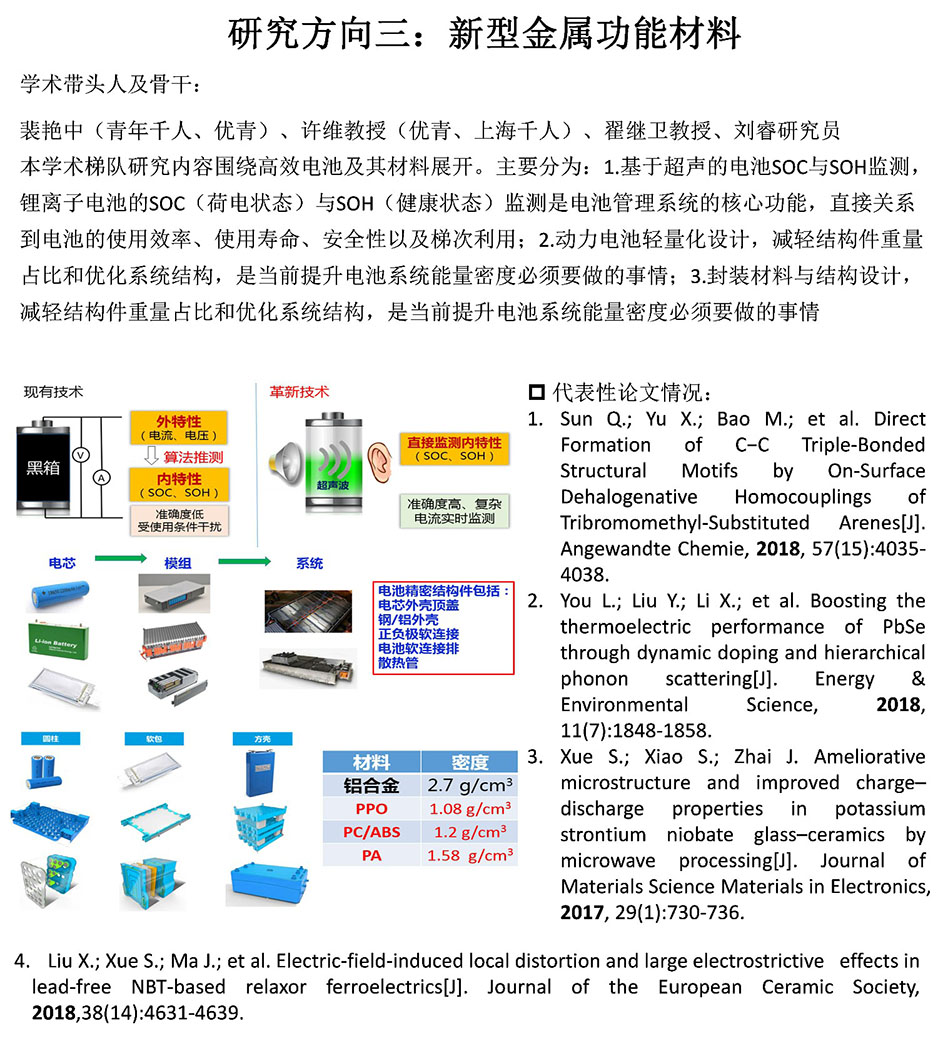 研究方向三：新型金属功能材料
学术带头人及骨干：
裴艳中（青年千人、优青）、许维教授（优青、上海千人）、翟继卫教授、刘睿研究员
本学术梯队研究内容围绕高效电池及其材料展开。主要分为：1.基于超声的电池SOC与SOH监测，
锂离子电池的SOC（荷电状态）与SOH（健康状态）监测是电池管理系统的核心功能，直接关系
到电池的使用效率、使用寿命、安全性以及梯次利用；2.动力电池轻量化设计，减轻结构件重量
占比和优化系统结构，是当前提升电池系统能量密度必须要做的事情；3.封装材料与结构设计，
减轻结构件重量占比和优化系统结构，是当前提升电池系统能量密度必须要做的事情
现有技术
黑箱
V
A
外特性
（电流、电压）
算法推测
内特性
（SOC、SOH）
准确度低
受使用条件干扰
革新技术
超声波
直接监测内特性
（SOC、SOH）
准确度高、复杂
电流实时监测
电芯
模组
系统
Li-ion Battery
电池精密结构件包括：
电芯外壳顶盖
钢/铝外壳
正负极软连接
电池软连接排
散热管
圆柱
软包
方壳
材料 密度
铝合金 2.7 g/cm³
PPO 1.08 g/cm³
PC/ABS 1.2 g/cm³
PA 1.58 g/cm³
代表性论文情况：
1. Sun Q.; Yu X.; Bao M.; et al. Direct
Formation of C−C Triple-Bonded
Structural Motifs by On-Surface
Dehalogenative Homocouplings of
Tribromomethyl-Substituted Arenes[J].
Angewandte Chemie, 2018, 57(15):4035-
4038.
2. You L.; Liu Y.; Li X.; et al. Boosting the
thermoelectric performance of PbSe
through dynamic doping and hierarchical
phonon scattering[J]. Energy &
Environmental Science, 2018,
11(7):1848-1858.
3. Xue S.; Xiao S.; Zhai J. Ameliorative
microstructure and improved charge–
discharge properties in potassium
strontium niobate glass–ceramics by
microwave processing[J]. Journal of
Materials Science Materials in Electronics,
2017, 29(1):730-736.
4. Liu X.; Xue S.; Ma J.; et al. Electric-field-induced local distortion and large electrostrictive effects in
lead-free NBT-based relaxor ferroelectrics[J]. Journal of the European Ceramic Society,
2018,38(14):4631-4639.